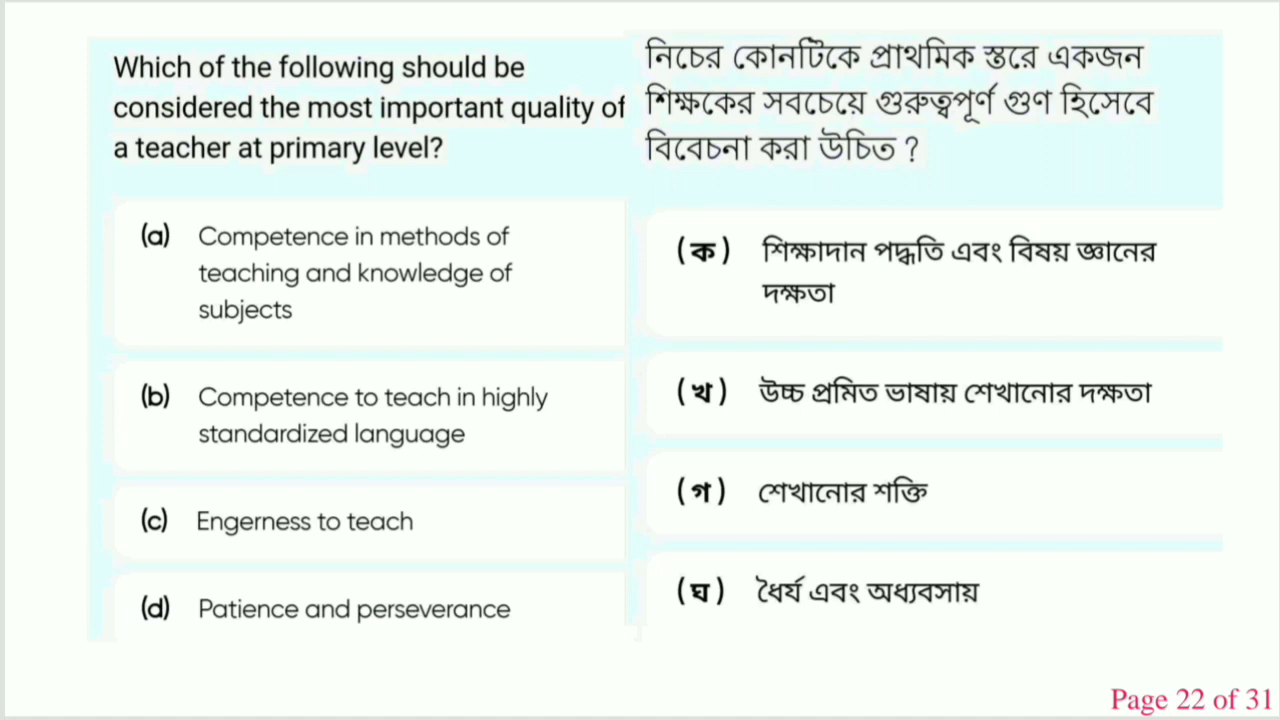 Which of the following should be
considered the most important quality of
a teacher at primary level?
(a) Competence in methods of
teaching and knowledge of
subjects
(b) Competence to teach in highly
standardized language
(c) Engerness to teach
(d) Patience and perseverance
নিচের কোনটিকে প্রাথমিক স্তরে একজন
শিক্ষকের সবচেয়ে গুরুত্বপূর্ণ গুণ হিসেবে
বিবেচনা করা উচিত ?
(ক) শিক্ষাদান পদ্ধতি এবং বিষয় জ্ঞানের
দক্ষতা
(খ) উচ্চ প্রমিত ভাষায় শেখানোর দক্ষতা
(গ) শেখানোর শক্তি
(ঘ) ধৈর্য এবং অধ্যবসায়
Page 22 of 31